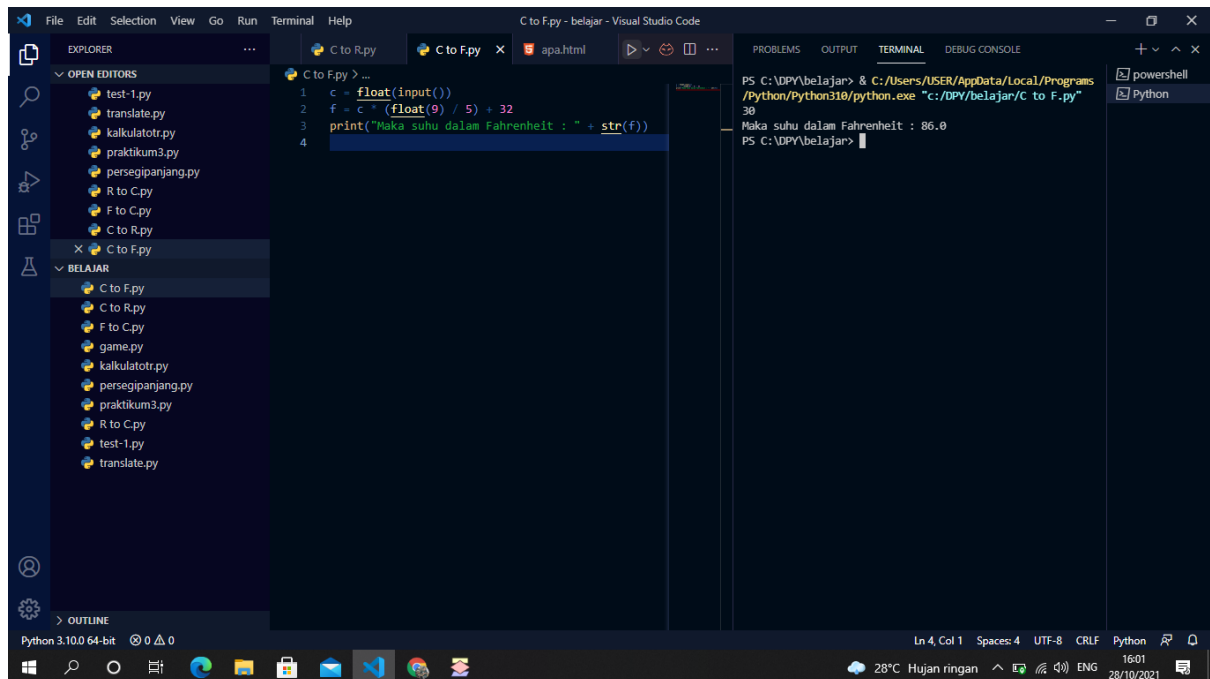 File Edit Selection View Go Run Terminal Help C to F.py - belajar - Visual Studio Code
EXPLORER
OPEN EDITORS
test-1.py
translate.py
kalkulatotr.py
praktikum3.py
persegipanjang.py
R to C.py
F to C.py
C to R.py
C to F.py
BELAJAR
C to F.py
C to R.py
F to C.py
game.py
kalkulatotr.py
persegipanjang.py
praktikum3.py
R to C.py
test-1.py
translate.py
OUTLINE
C to R.py C to F.py apa.html
C to F.py > ...
1 c = float(input())
2 f = c * (float(9) / 5) + 32
3 print("Maka suhu dalam Fahrenheit : " + str(f))
4
PROBLEMS OUTPUT TERMINAL DEBUG CONSOLE
PS C:\DPY\belajar> & C:/Users/USER/AppData/Local/Programs
/Python/Python310/python.exe "c:/DPY/belajar/C to F.py"
30
Maka suhu dalam Fahrenheit : 86.0
PS C:\DPY\belajar>
powershell
Python
Python 3.10.0 64-bit 0 0 Ln 4, Col 1 Spaces: 4 UTF-8 CRLF Python
28°C Hujan ringan ENG 16:01
28/10/2021